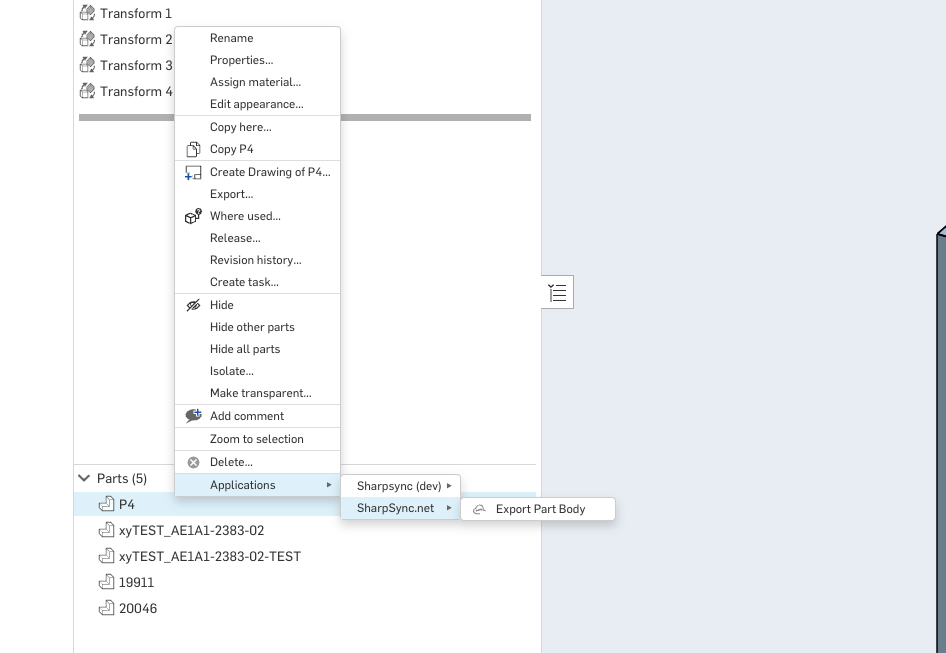 Transform 1
Transform 2
Transform 3
Transform 4
Rename
Properties...
Assign material...
Edit appearance...
Copy here...
Copy P4
Create Drawing of P4...
Export...
Where used...
Release...
Revision history...
Create task...
Hide
Hide other parts
Hide all parts
Isolate...
Make transparent...
Add comment
Zoom to selection
Delete...
Applications
Sharpsync (dev)
SharpSync.net
Export Part Body
Parts (5)
P4
xyTEST_AE1A1-2383-02
xyTEST_AE1A1-2383-02-TEST
19911
20046